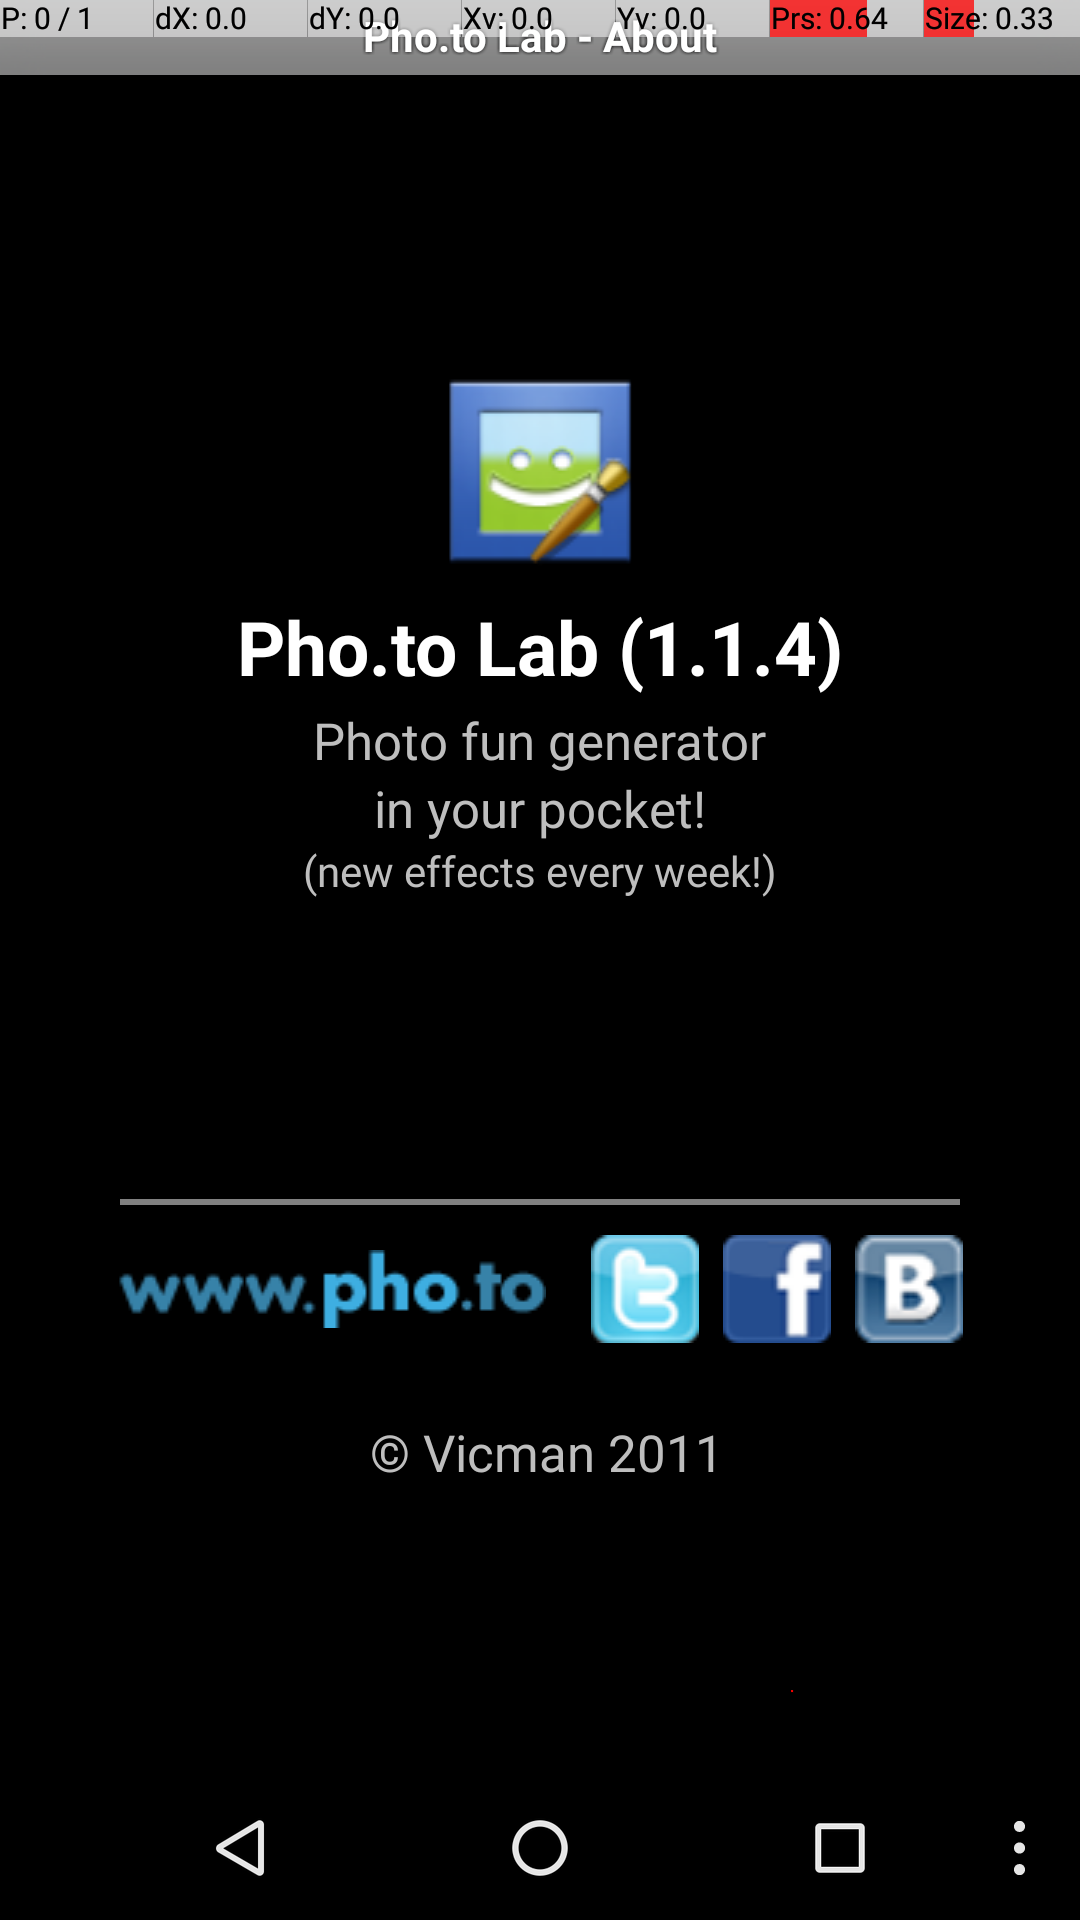 P: 0 / 1 dX: 0.0 dY: 0.0 Xv: 0.0 Yv: 0.0 Prs: 0.64 Size: 0.33
Pho.to Lab - About
Pho.to Lab (1.1.4)
Photo fun generator
in your pocket!
(new effects every week!)
www.pho.to t f B
© Vicman 2011